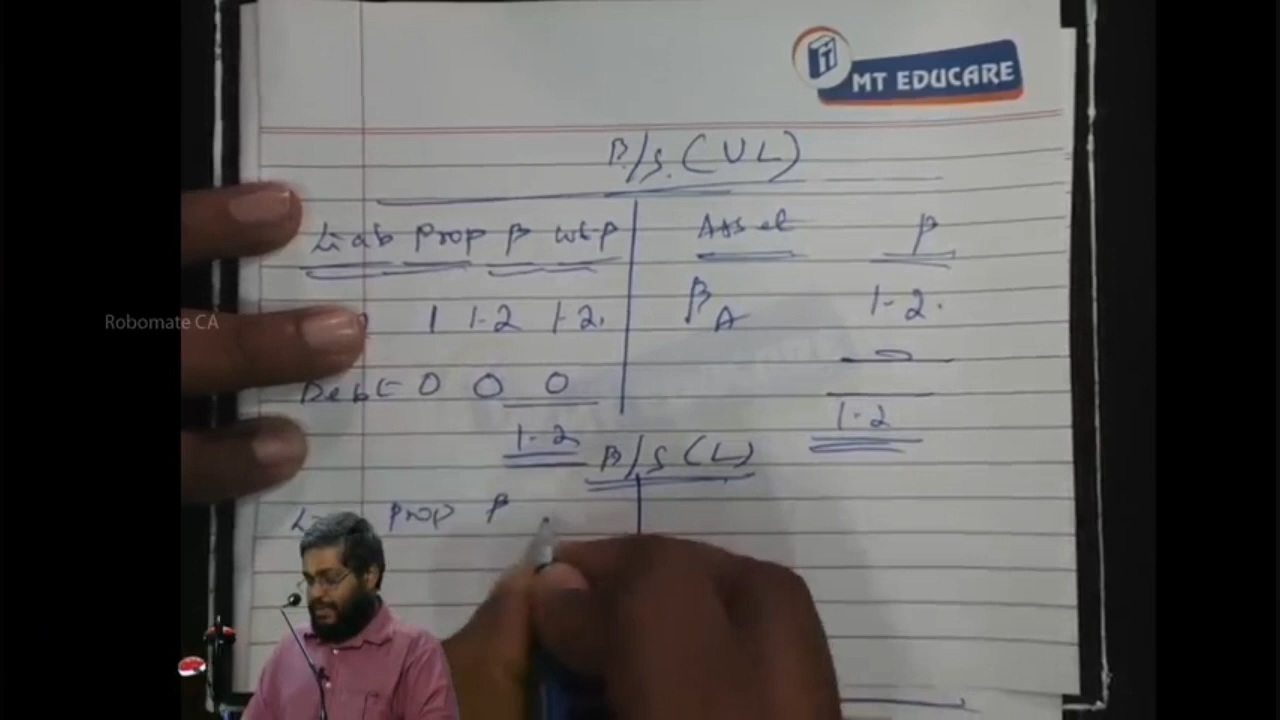 MT EDUCARE
B/S. (UL)
Liab Prop β wt-β Asset β
1 1.2 1.2. βA 1.2.
Debt 0 0 0
1.2 1.2
B/S (L)
Prop β
Robomate CA